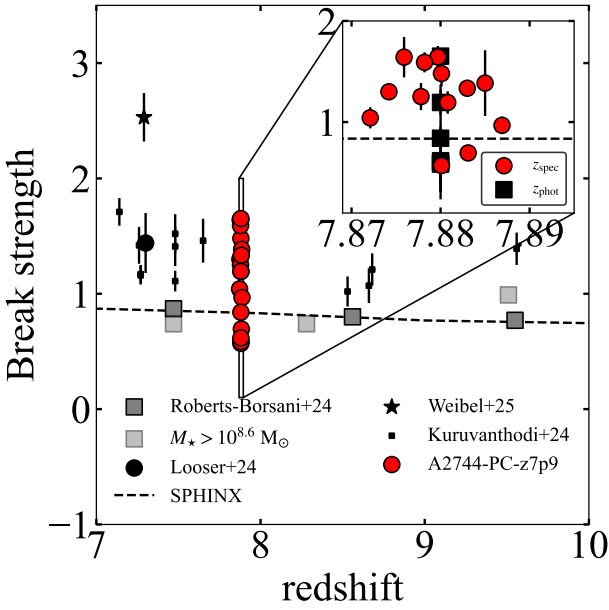 Break strength
3
2
1
0
−1
7
8
9
10
redshift
2
1
7.87
7.88
7.89
z_spec
z_phot
Roberts-Borsani+24
M⋆ > 10^8.6 M⊙
Looser+24
SPHINX
Weibel+25
Kuruvanthodi+24
A2744-PC-z7p9